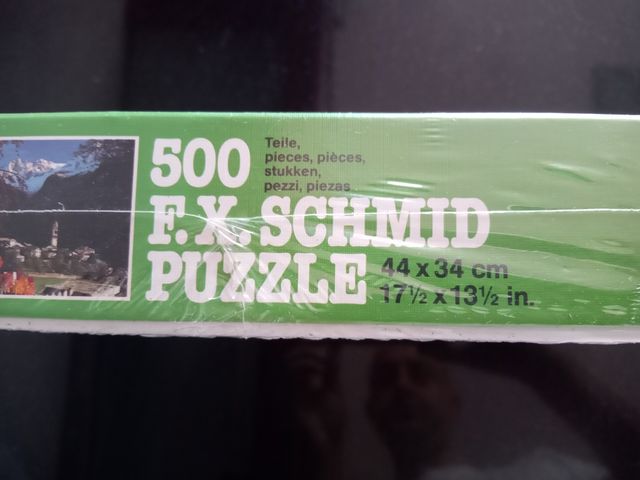 500
Teile,
pieces, pièces,
stukken,
pezzi, piezas
F.X. SCHMID
PUZZLE
44 x 34 cm
17½ x 13½ in.